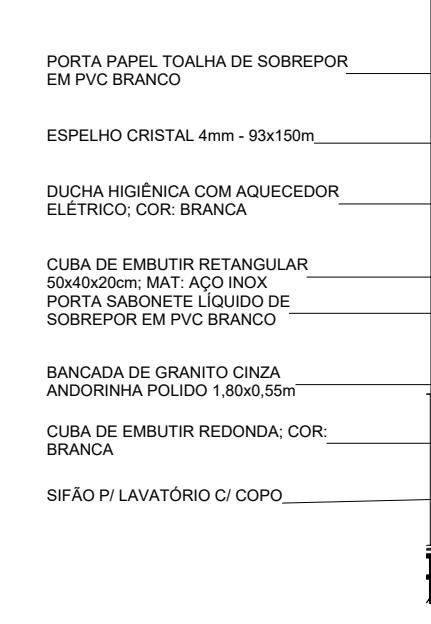 PORTA PAPEL TOALHA DE SOBREPOR
EM PVC BRANCO
ESPELHO CRISTAL 4mm - 93x150m
DUCHA HIGIÊNICA COM AQUECEDOR
ELÉTRICO; COR: BRANCA
CUBA DE EMBUTIR RETANGULAR
50x40x20cm; MAT: AÇO INOX
PORTA SABONETE LÍQUIDO DE
SOBREPOR EM PVC BRANCO
BANCADA DE GRANITO CINZA
ANDORINHA POLIDO 1,80x0,55m
CUBA DE EMBUTIR REDONDA; COR:
BRANCA
SIFÃO P/ LAVATÓRIO C/ COPO